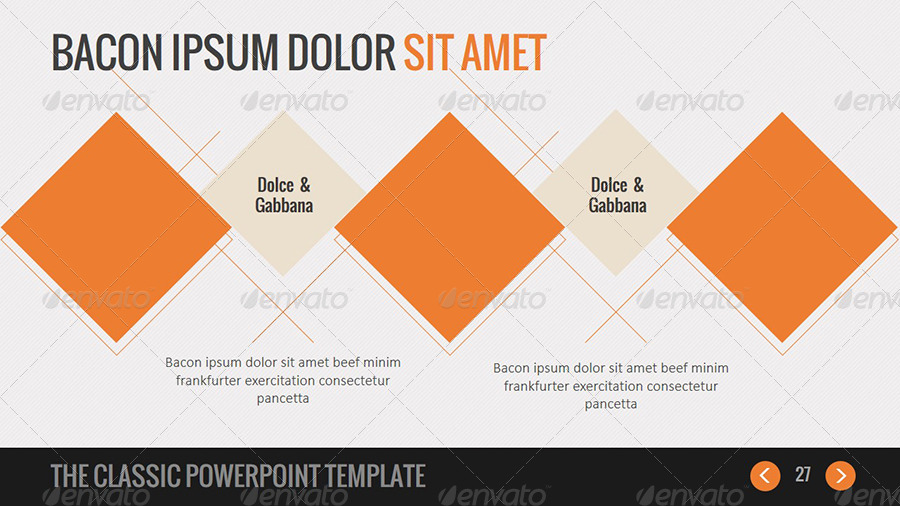 BACON IPSUM DOLOR SIT AMET
envato envato envato envato envato
Dolce &
Gabbana
Dolce &
Gabbana
envato envato envato envato envato
Bacon ipsum dolor sit amet beef minim
frankfurter exercitation consectetur
pancetta
Bacon ipsum dolor sit amet beef minim
frankfurter exercitation consectetur
pancetta
THE CLASSIC POWERPOINT TEMPLATE
27
envato envato envato envato envato